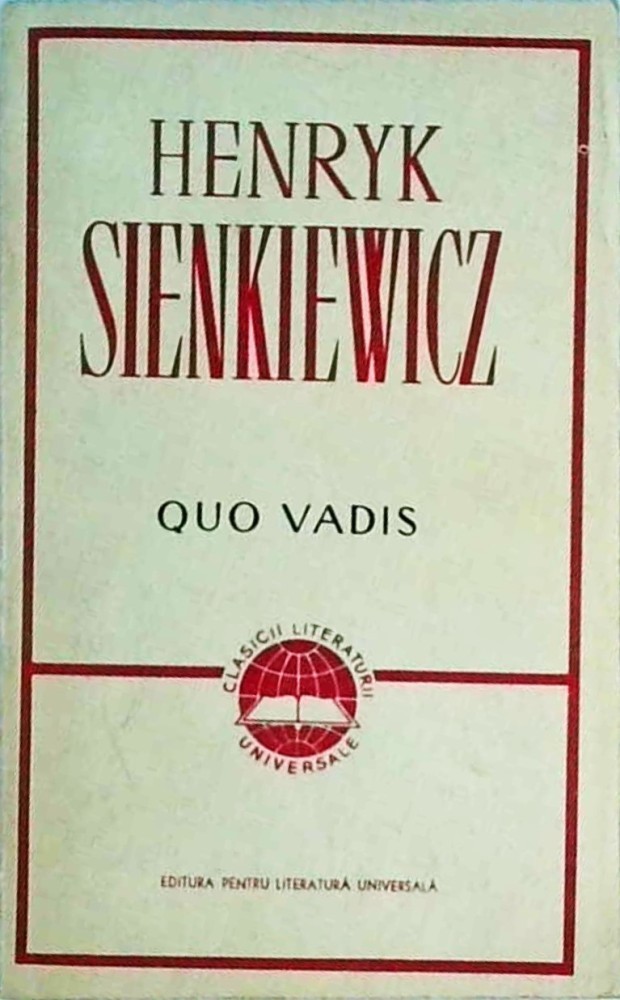 HENRYK
SIENKIEWICZ
QUO VADIS
CLASICII LITERATURII
UNIVERSALE
EDITURA PENTRU LITERATURĂ UNIVERSALĂ